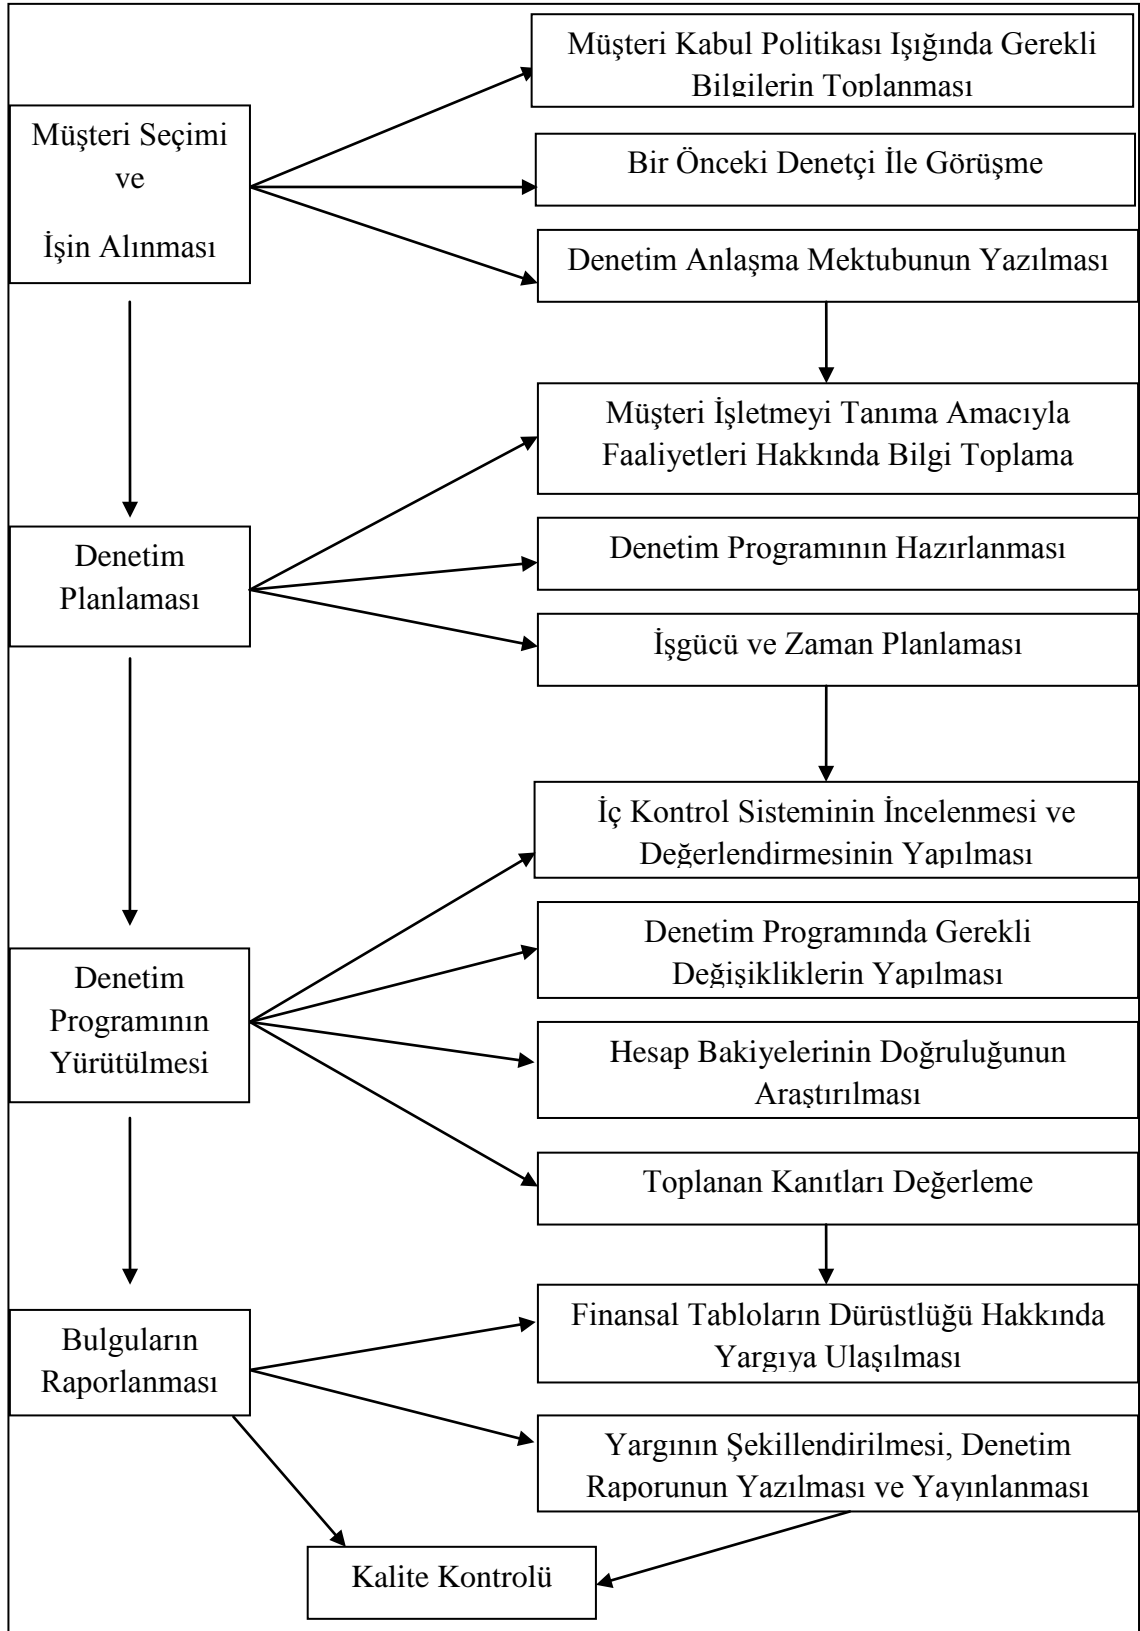 Müşteri Kabul Politikası Işığında Gerekli
Bilgilerin Toplanması
Müşteri Seçimi
ve
İşin Alınması
Bir Önceki Denetçi İle Görüşme
Denetim Anlaşma Mektubunun Yazılması
Müşteri İşletmeyi Tanıma Amacıyla
Faaliyetleri Hakkında Bilgi Toplama
Denetim
Planlaması
Denetim Programının Hazırlanması
İşgücü ve Zaman Planlaması
İç Kontrol Sisteminin İncelenmesi ve
Değerlendirmesinin Yapılması
Denetim
Programının
Yürütülmesi
Denetim Programında Gerekli
Değişikliklerin Yapılması
Hesap Bakiyelerinin Doğruluğunun
Araştırılması
Toplanan Kanıtları Değerleme
Bulguların
Raporlanması
Finansal Tabloların Dürüstlüğü Hakkında
Yargıya Ulaşılması
Yargının Şekillendirilmesi, Denetim
Raporunun Yazılması ve Yayınlanması
Kalite Kontrolü